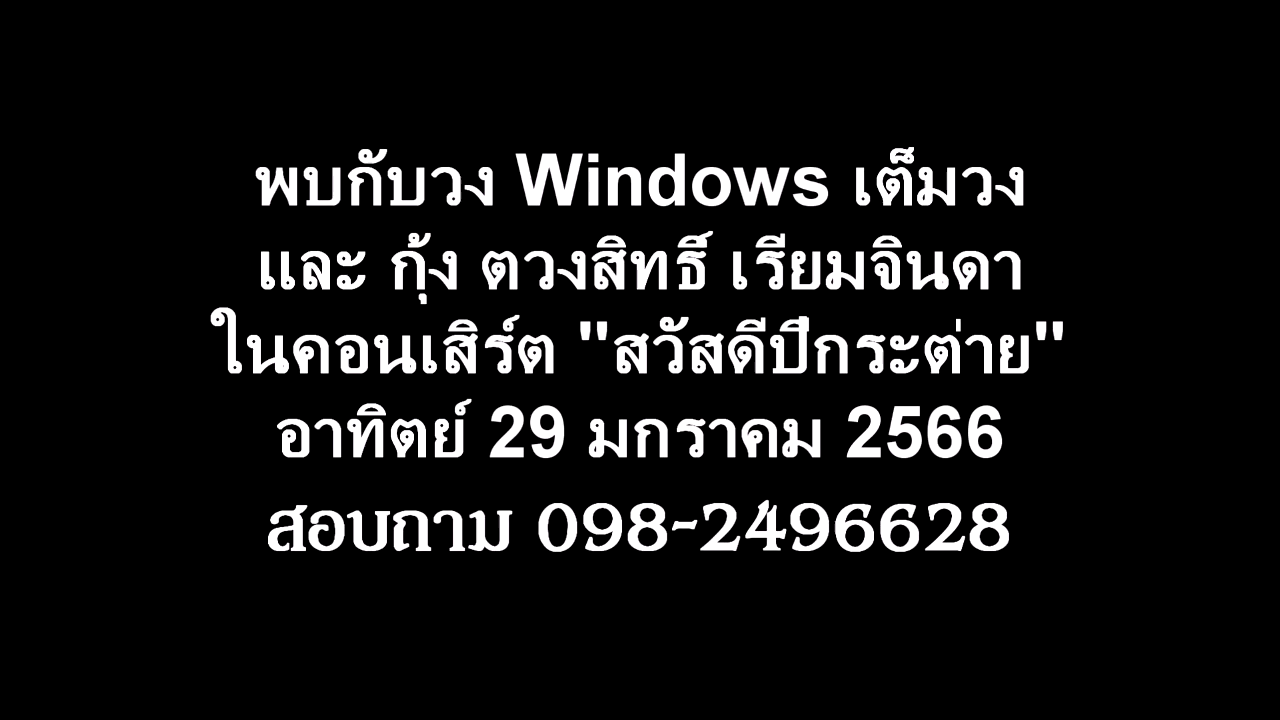 พบกับวง Windows เต็มวง
และ กุ้ง ตวงสิทธิ์ เรียมจินดา
ในคอนเสิร์ต "สวัสดีปีกระต่าย"
อาทิตย์ 29 มกราคม 2566
สอบถาม 098-2496628